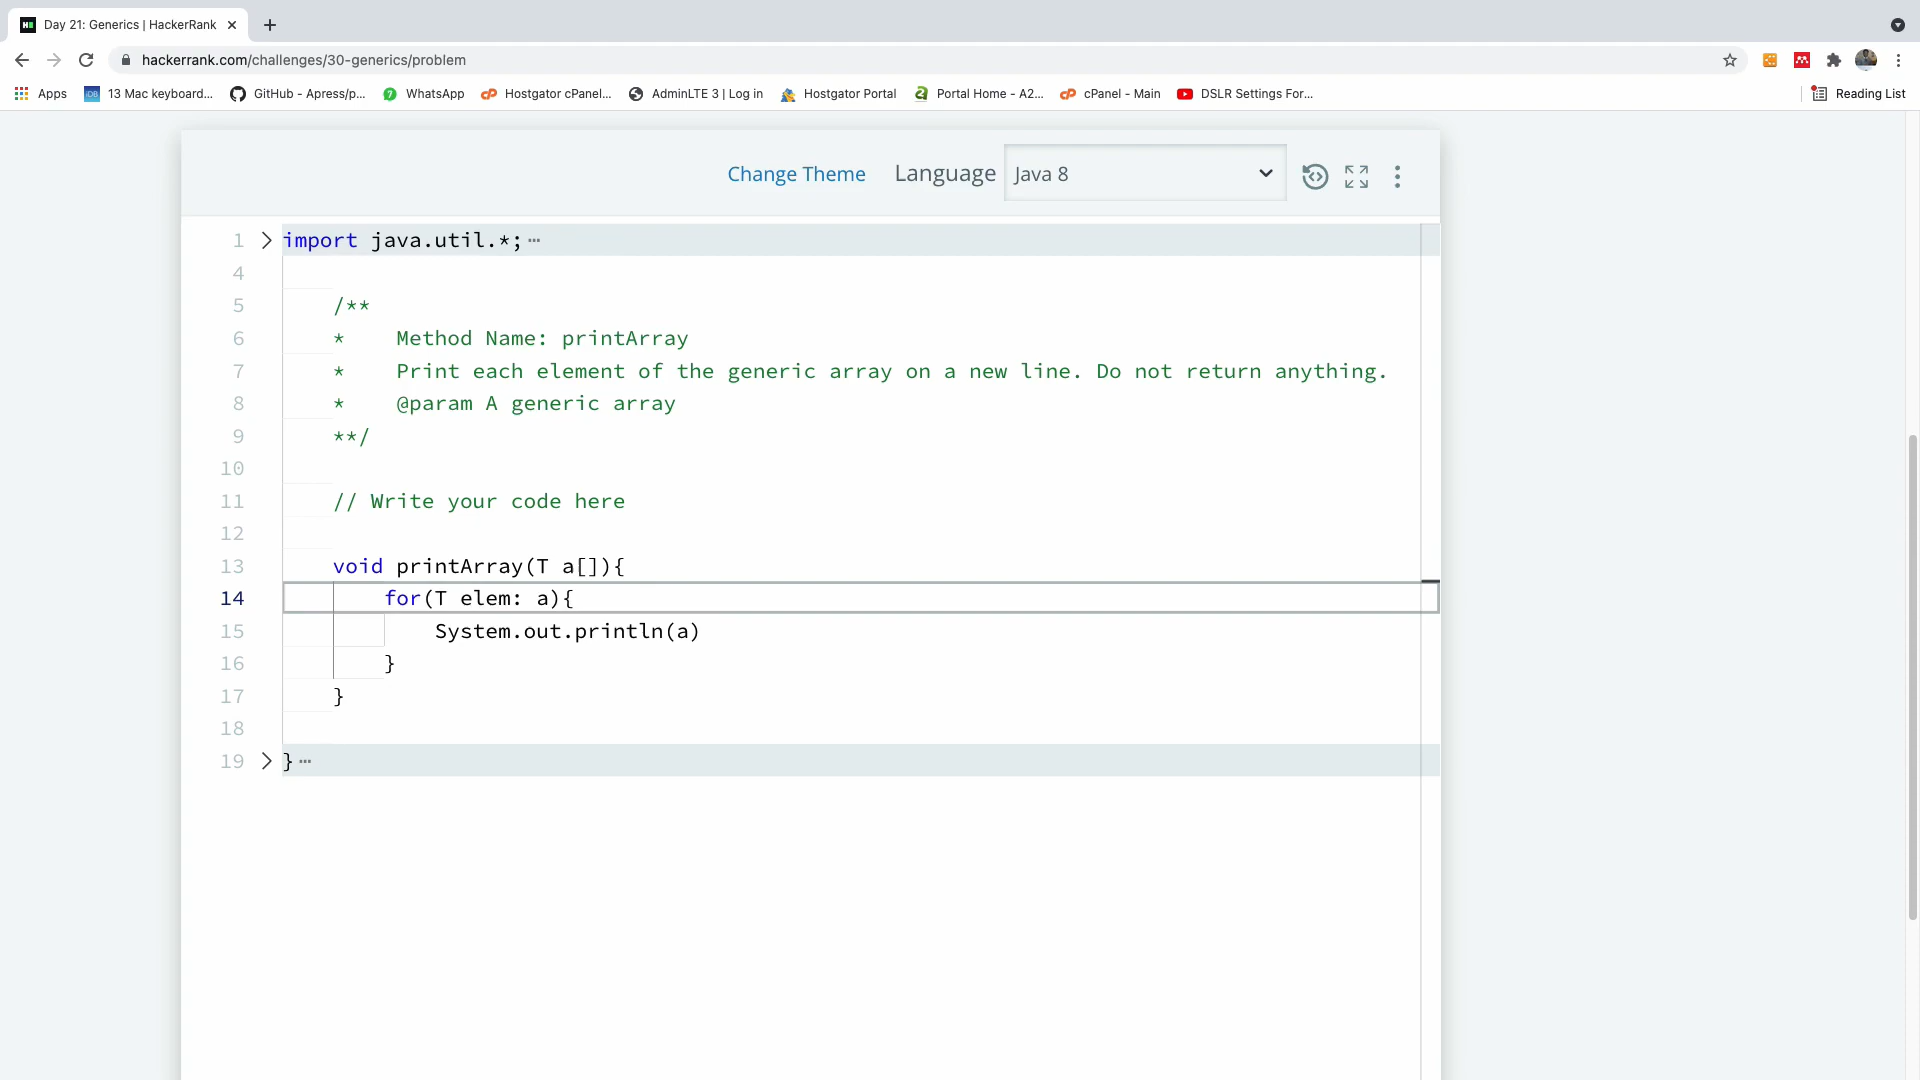 Day 21: Generics | HackerRank
hackerrank.com/challenges/30-generics/problem
Apps 13 Mac keyboard... GitHub - Apress/p... WhatsApp Hostgator cPanel... AdminLTE 3 | Log in Hostgator Portal Portal Home - A2... cPanel - Main DSLR Settings For... Reading List
Change Theme Language Java 8
1 import java.util.*; ⋯
4
5 /**
6 * Method Name: printArray
7 * Print each element of the generic array on a new line. Do not return anything.
8 * @param A generic array
9 **/
10
11 // Write your code here
12
13 void printArray(T a[]){
14 for(T elem: a){
15 System.out.println(a)
16 }
17 }
18
19 } ⋯